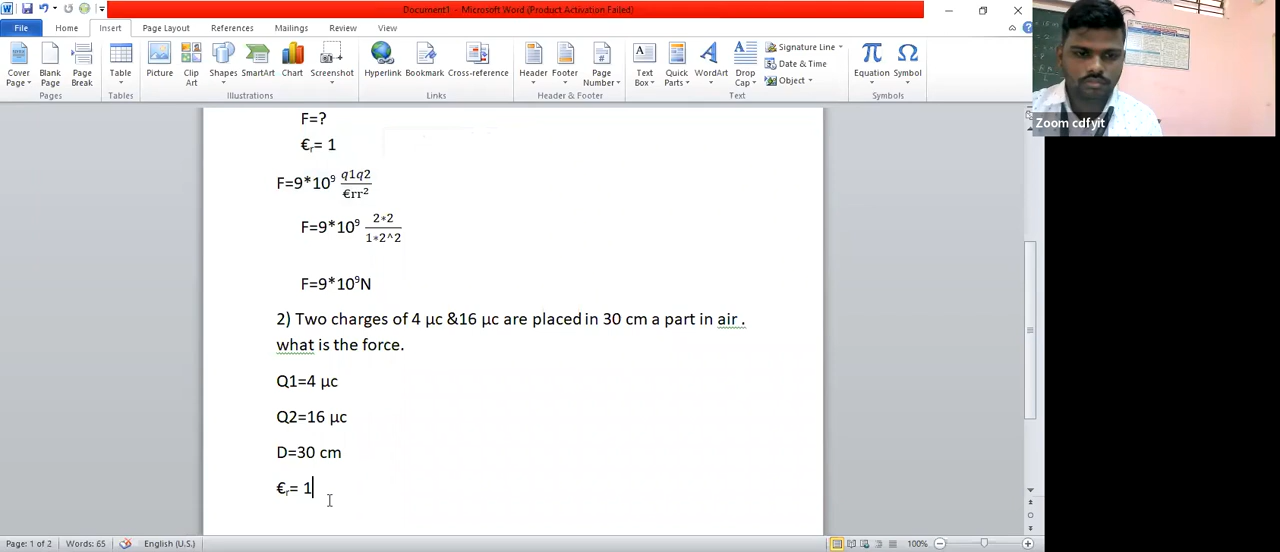 Document1 - Microsoft Word (Product Activation Failed)
File Home Insert Page Layout References Mailings Review View
Cover Page Blank Page Page Break Table Picture Clip Art Shapes SmartArt Chart Screenshot Hyperlink Bookmark Cross-reference Header Footer Page Number Text Box Quick Parts WordArt Drop Cap Signature Line Date & Time Object Equation Symbol
Pages Tables Illustrations Links Header & Footer Text Symbols
Zoom cdfyit
F=?
€r= 1
F=9*10⁹ q1q2/€rr²
F=9*10⁹ 2*2/1*2^2
F=9*10⁹N
2) Two charges of 4 µc &16 µc are placed in 30 cm a part in air .
what is the force.
Q1=4 µc
Q2=16 µc
D=30 cm
€r= 1
Page: 1 of 2 Words: 65 English (U.S.) 100%